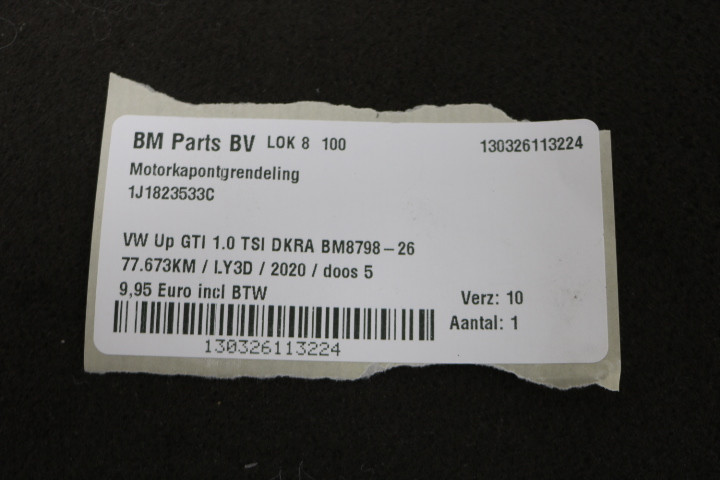 BM Parts BV LOK 8 100 130326113224
Motorkapontgrendeling
1J1823533C
VW Up GTI 1.0 TSI DKRA BM8798-26
77.673KM / LY3D / 2020 / doos 5
9,95 Euro incl BTW
Verz: 10
Aantal: 1
130326113224